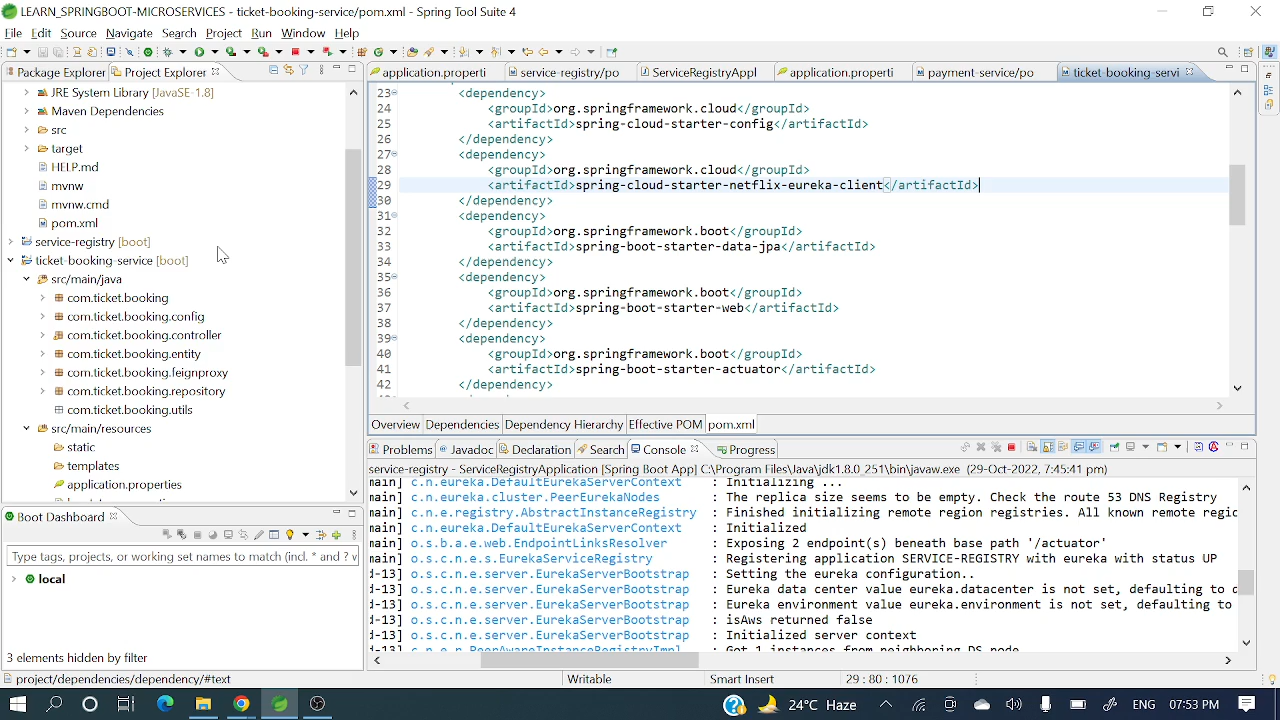 LEARN_SPRINGBOOT-MICROSERVICES - ticket-booking-service/pom.xml - Spring Tool Suite 4
File Edit Source Navigate Search Project Run Window Help
Package Explorer Project Explorer
application.properti service-registry/po ServiceRegistryAppl application.properti payment-service/po ticket-booking-servi
JRE System Library [JavaSE-1.8]
Maven Dependencies
src
target
HELP.md
mvnw
mvnw.cmd
pom.xml
service-registry [boot]
ticket-booking-service [boot]
src/main/java
com.ticket.booking
com.ticket.booking.config
com.ticket.booking.controller
com.ticket.booking.entity
com.ticket.booking.feignproxy
com.ticket.booking.repository
com.ticket.booking.utils
src/main/resources
static
templates
application.properties
23 <dependency>
24 <groupId>org.springframework.cloud</groupId>
25 <artifactId>spring-cloud-starter-config</artifactId>
26 </dependency>
27 <dependency>
28 <groupId>org.springframework.cloud</groupId>
29 <artifactId>spring-cloud-starter-netflix-eureka-client</artifactId>
30 </dependency>
31 <dependency>
32 <groupId>org.springframework.boot</groupId>
33 <artifactId>spring-boot-starter-data-jpa</artifactId>
34 </dependency>
35 <dependency>
36 <groupId>org.springframework.boot</groupId>
37 <artifactId>spring-boot-starter-web</artifactId>
38 </dependency>
39 <dependency>
40 <groupId>org.springframework.boot</groupId>
41 <artifactId>spring-boot-starter-actuator</artifactId>
42 </dependency>
Overview Dependencies Dependency Hierarchy Effective POM pom.xml
Problems Javadoc Declaration Search Console Progress
service-registry - ServiceRegistryApplication [Spring Boot App] C:\Program Files\Java\jdk1.8.0_251\bin\javaw.exe (29-Oct-2022, 7:45:41 pm)
main] c.n.eureka.DefaultEurekaServerContext : Initializing ...
main] c.n.eureka.cluster.PeerEurekaNodes : The replica size seems to be empty. Check the route 53 DNS Registry
main] c.n.e.registry.AbstractInstanceRegistry : Finished initializing remote region registries. All known remote regic
main] c.n.eureka.DefaultEurekaServerContext : Initialized
main] o.s.b.a.e.web.EndpointLinksResolver : Exposing 2 endpoint(s) beneath base path '/actuator'
main] o.s.c.n.e.s.EurekaServiceRegistry : Registering application SERVICE-REGISTRY with eureka with status UP
d-13] o.s.c.n.e.server.EurekaServerBootstrap : Setting the eureka configuration..
d-13] o.s.c.n.e.server.EurekaServerBootstrap : Eureka data center value eureka.datacenter is not set, defaulting to
d-13] o.s.c.n.e.server.EurekaServerBootstrap : Eureka environment value eureka.environment is not set, defaulting to
d-13] o.s.c.n.e.server.EurekaServerBootstrap : isAws returned false
d-13] o.s.c.n.e.server.EurekaServerBootstrap : Initialized server context
d-13] c.n.e.r.PeerAwareInstanceRegistryImpl : Got 1 instances from neighboring DS node
Boot Dashboard
Type tags, projects, or working set names to match (incl. * and ? v
local
3 elements hidden by filter
project/dependencies/dependency/#text Writable Smart Insert 29 : 80 : 1076
24°C Haze ENG 07:53 PM